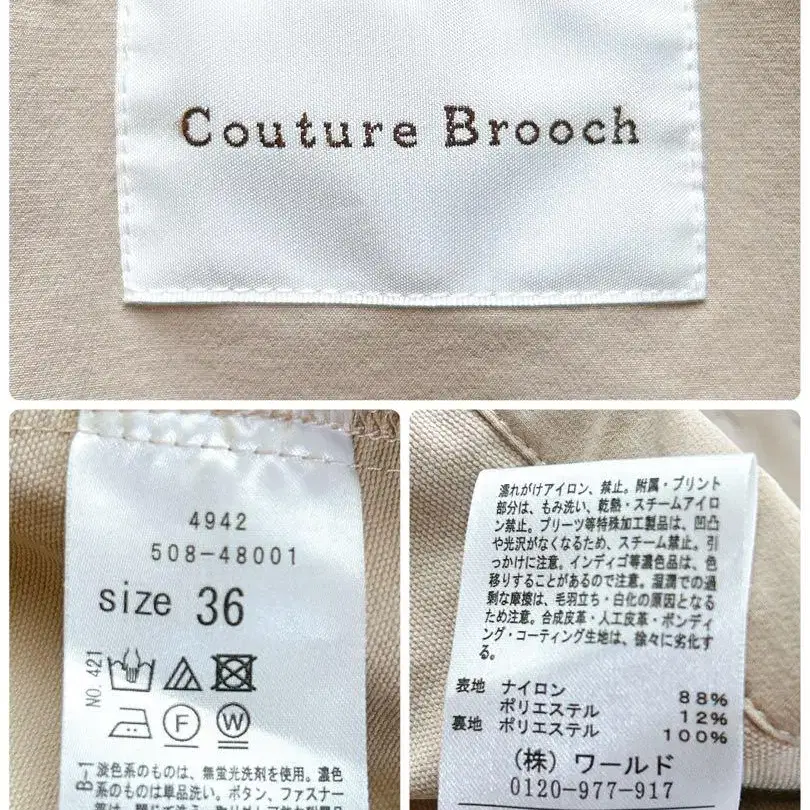 Couture Brooch
4942
508-48001
size 36
NO. 421
F
W
B-1
淡色系のものは、無蛍光洗剤を使用。濃色
系のものは単品洗い。ボタン、ファスナー
濡れがけアイロン、禁止。附属・プリント
部分は、もみ洗い、乾熱・スチームアイロ
ン禁止。プリーツ等特殊加工製品は、凹凸
や光沢がなくなるため、スチーム禁止。引
っかけに注意。インディゴ等濃色品は、色
移りすることがあるので注意。湿潤での過
剰な摩擦は、毛羽立ち・白化の原因となる
ため注意。合成皮革・人工皮革・ボンディ
ング・コーティング生地は、徐々に劣化す
る。
表地 ナイロン 88%
ポリエステル 12%
裏地 ポリエステル 100%
(株) ワールド
0120-977-917